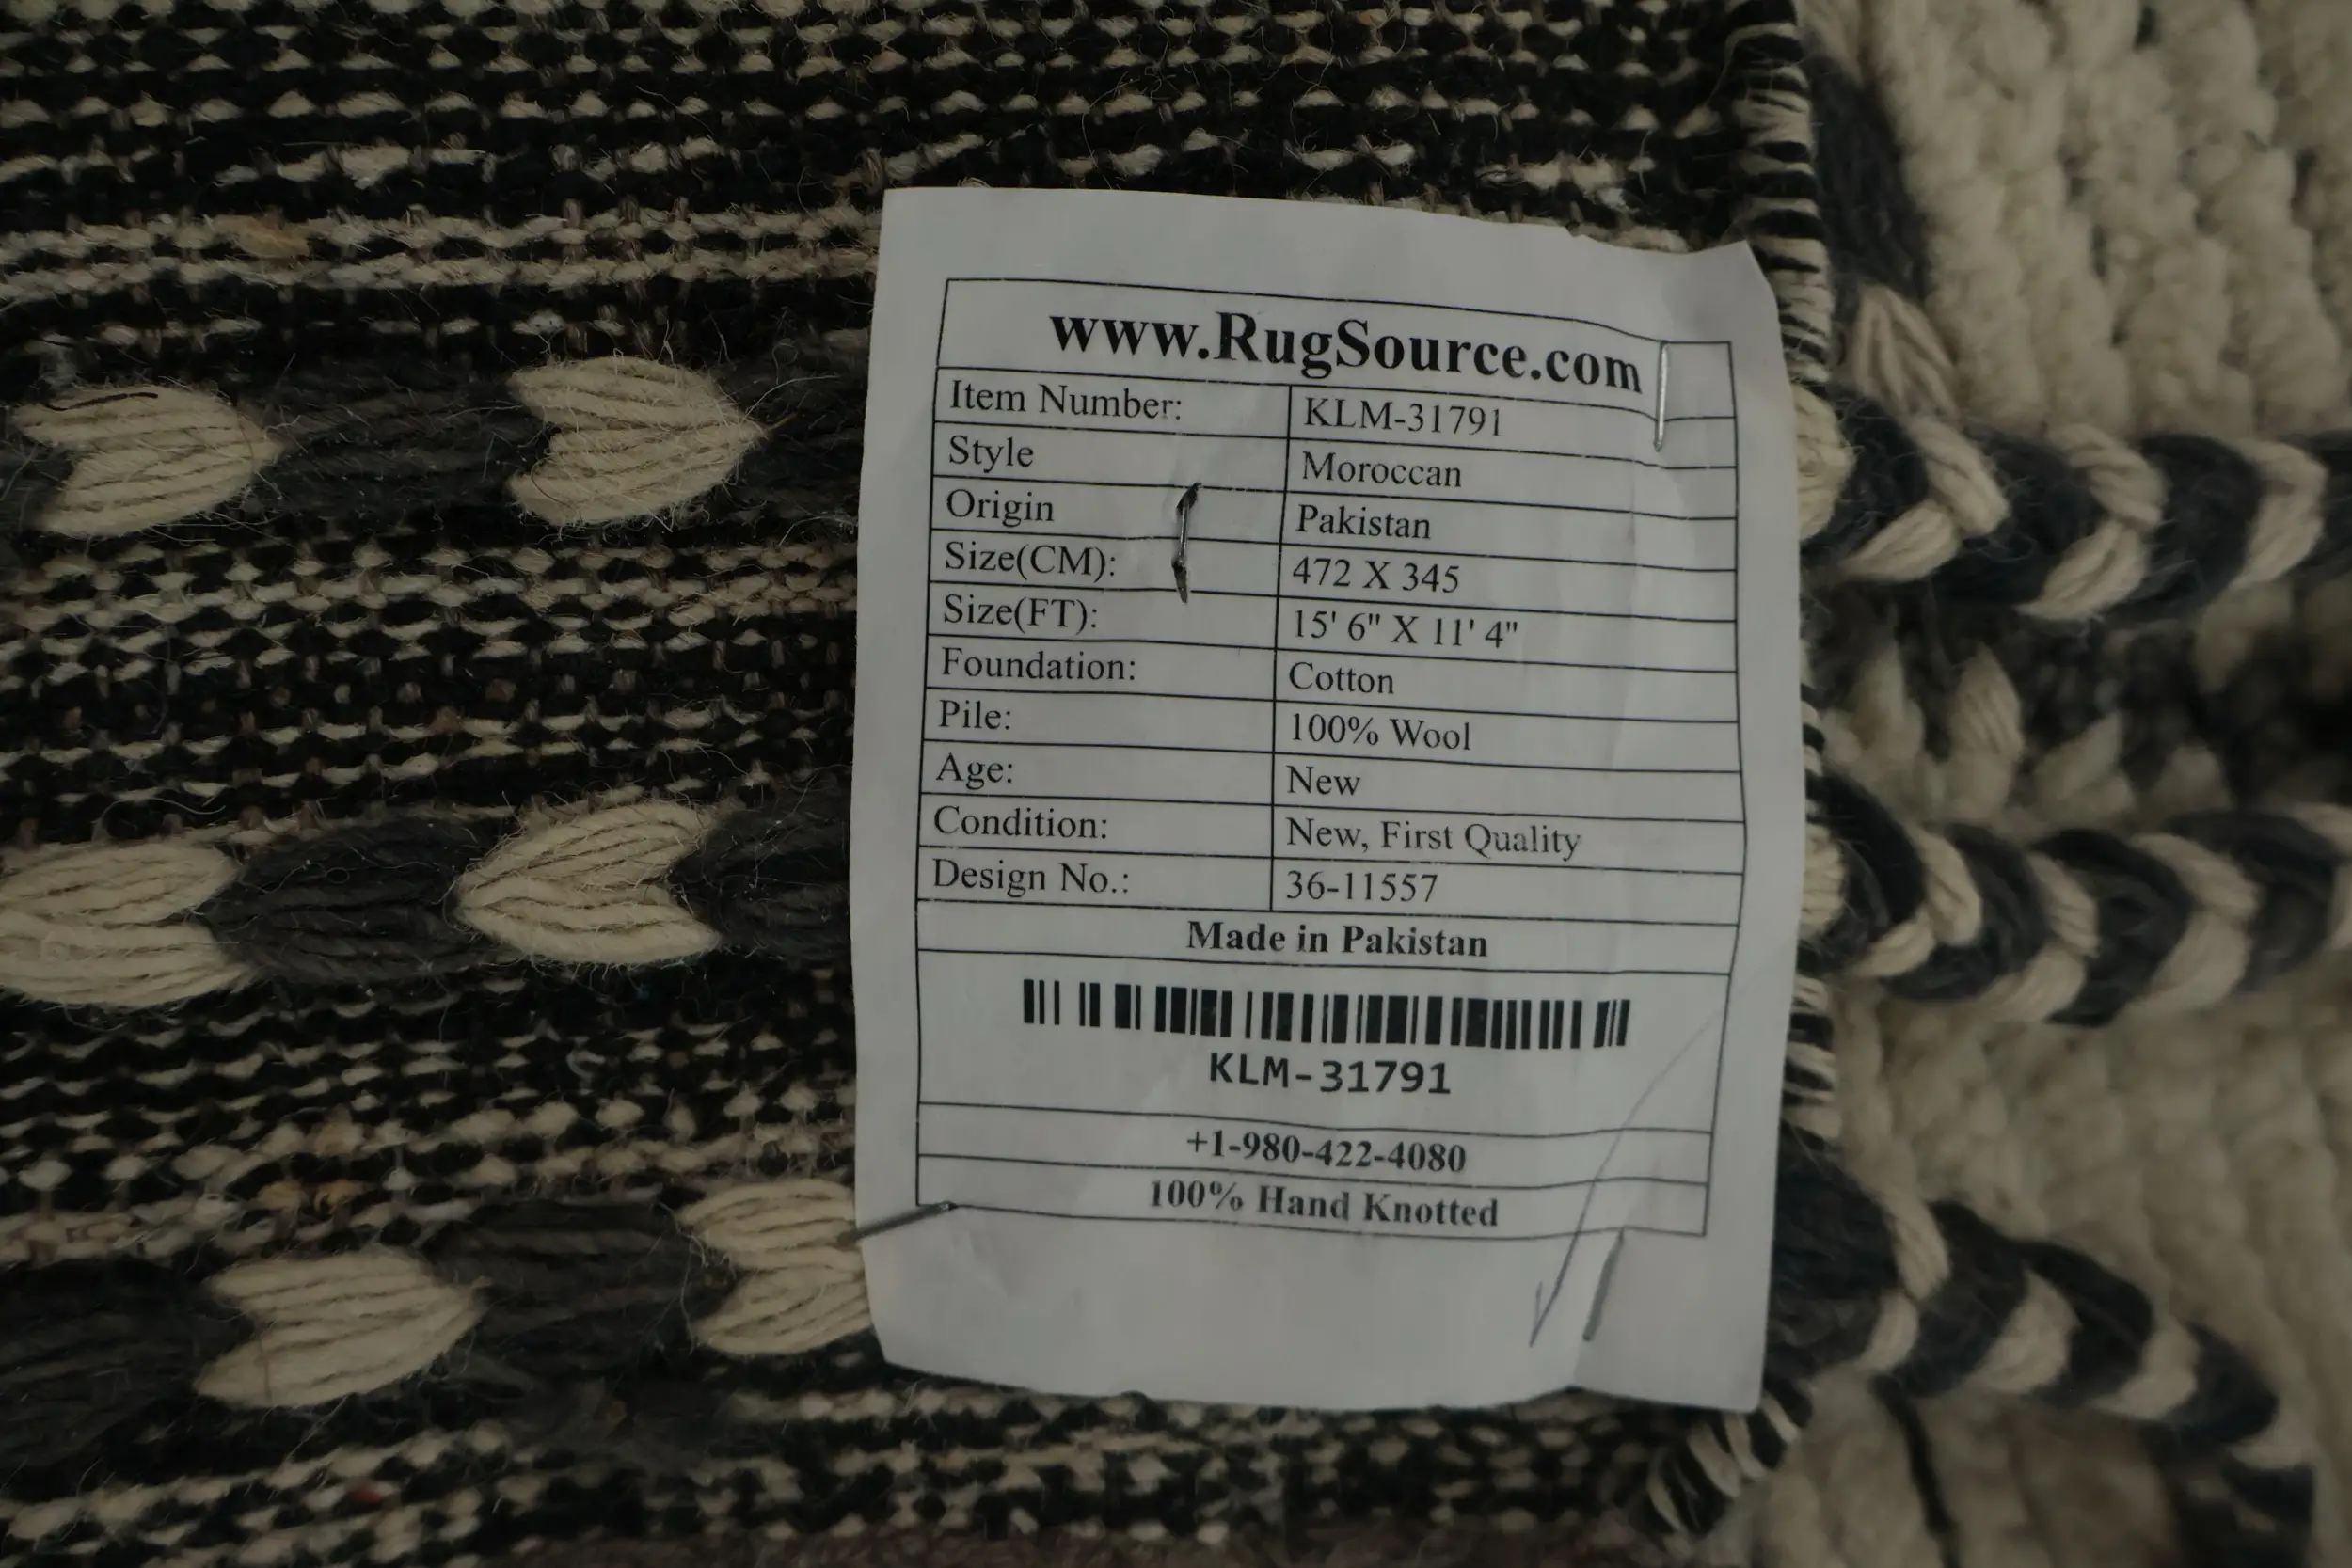 www.RugSource.com
Item Number: KLM-31791
Style Moroccan
Origin Pakistan
Size(CM): 472 X 345
Size(FT): 15' 6" X 11' 4"
Foundation: Cotton
Pile: 100% Wool
Age: New
Condition: New, First Quality
Design No.: 36-11557
Made in Pakistan
KLM-31791
+1-980-422-4080
100% Hand Knotted